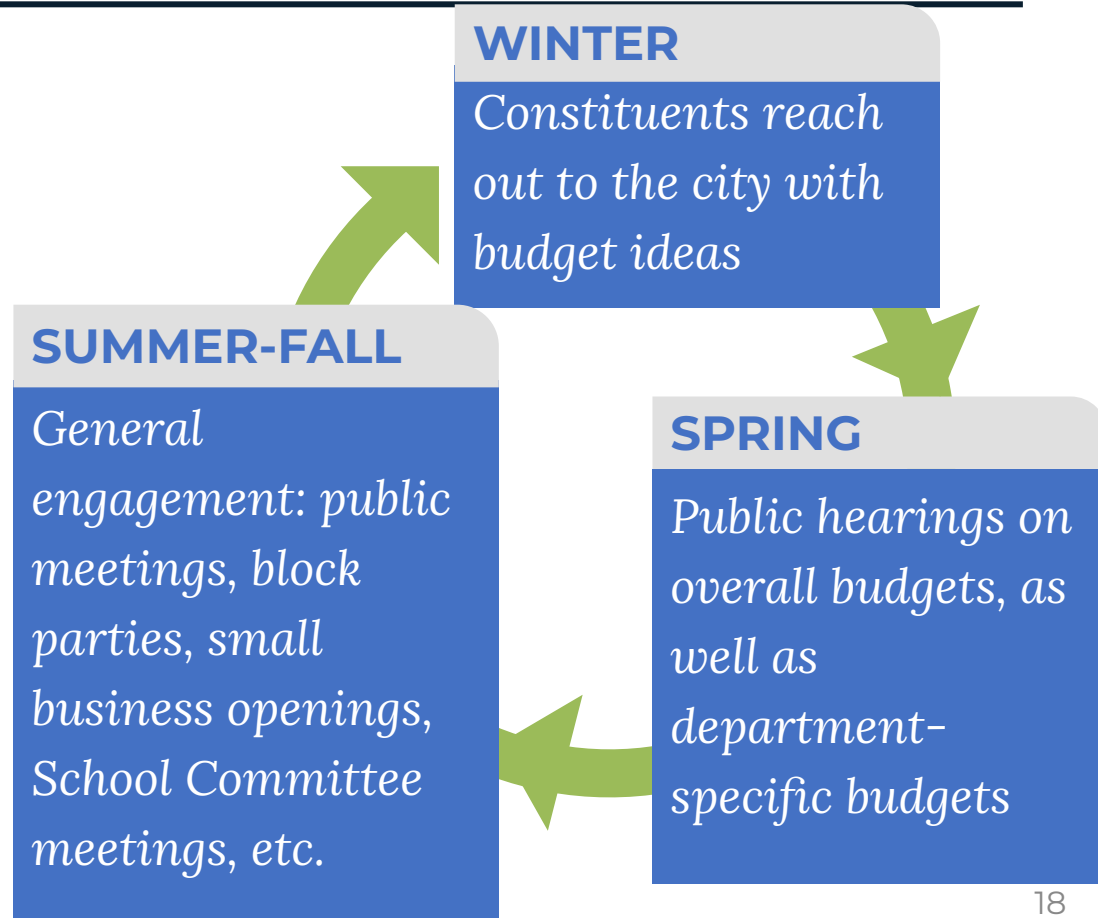 WINTER
Constituents reach
out to the city with
budget ideas
SUMMER-FALL
General
engagement: public
meetings, block
parties, small
business openings,
School Committee
meetings, etc.
SPRING
Public hearings on
overall budgets, as
well as
department-
specific budgets
18